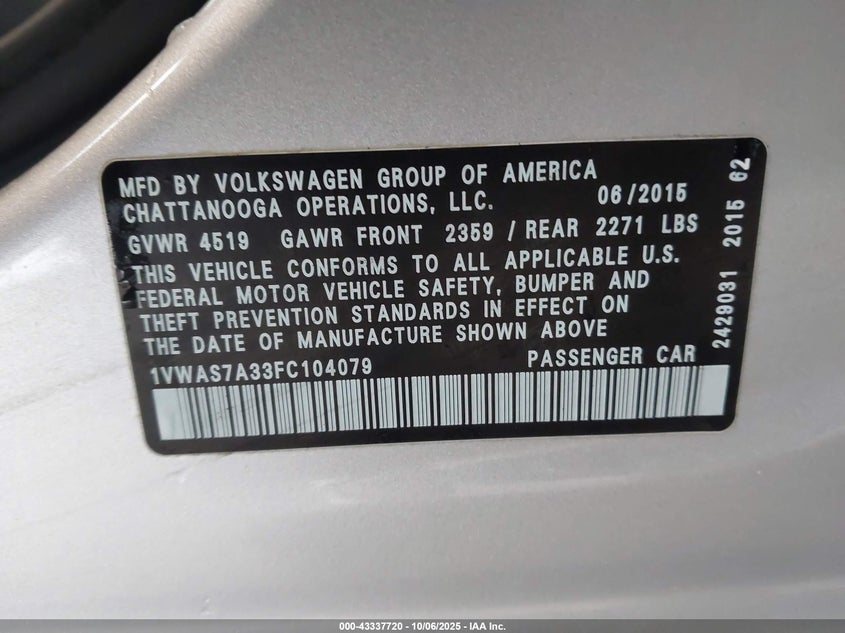 MFD BY VOLKSWAGEN GROUP OF AMERICA
CHATTANOOGA OPERATIONS, LLC. 06/2015
GVWR 4519 GAWR FRONT 2359 / REAR 2271 LBS
THIS VEHICLE CONFORMS TO ALL APPLICABLE U.S.
FEDERAL MOTOR VEHICLE SAFETY, BUMPER AND
THEFT PREVENTION STANDARDS IN EFFECT ON
THE DATE OF MANUFACTURE SHOWN ABOVE
1VWAS7A33FC104079 PASSENGER CAR
2429031 2015 62
000-43337720 - 10/06/2025 - IAA Inc.